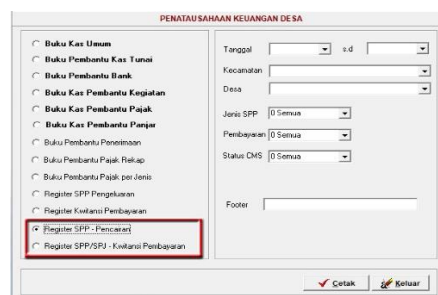 PENATAUSAHAAN KEUANGAN DESA
Buku Kas Umum
Buku Pembantu Kas Tunai
Buku Pembantu Bank
Buku Kas Pembantu Kegiatan
Buku Kas Pembantu Pajak
Buku Kas Pembantu Panjar
Buku Pembantu Penerimaan
Buku Pembantu Pajak Rekap
Buku Pembantu Pajak per Jenis
Register SPP Pengeluaran
Register Kwitansi Pembayaran
Register SPP - Pencairan
Register SPP/SPJ - Kwitansi Pembayaran
Tanggal s.d
Kecamatan
Desa
Jenis SPP 0 Semua
Pembayaran 0 Semua
Status CMS 0 Semua
Footer
Cetak Keluar